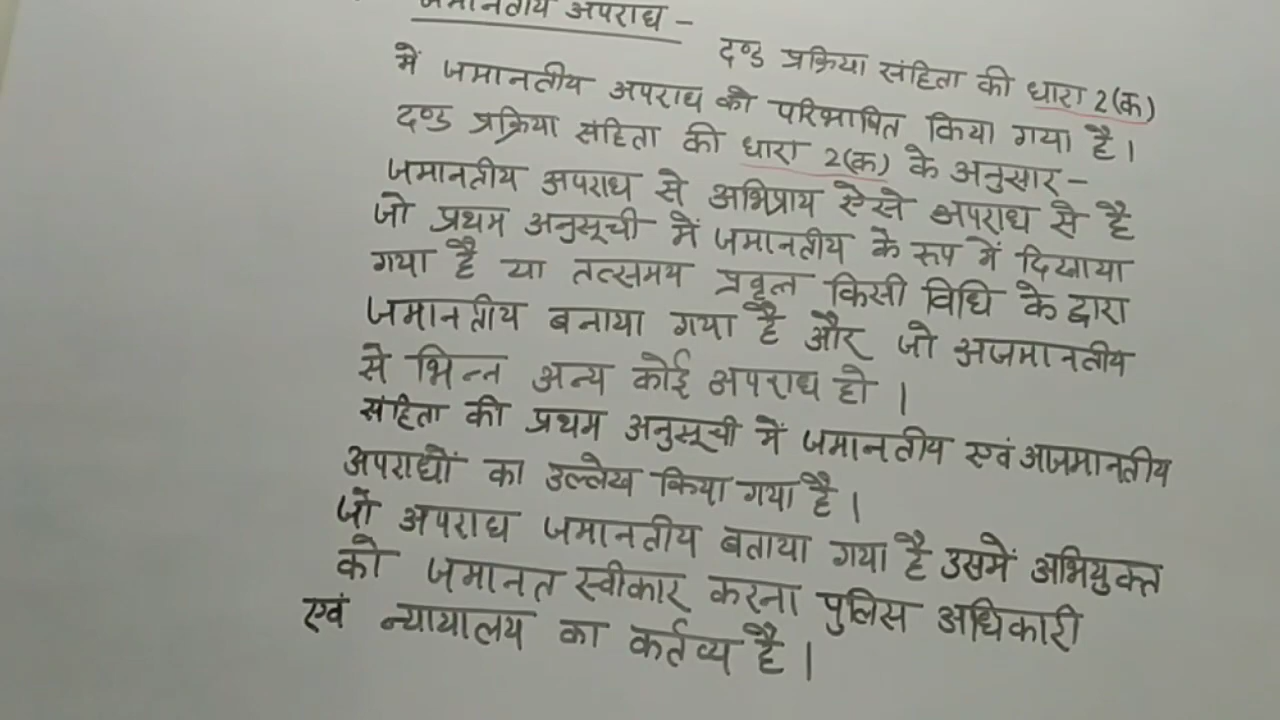 जमानतीय अपराध –
दण्ड प्रक्रिया संहिता की धारा 2(क)
में जमानतीय अपराध को परिभाषित किया गया है।
दण्ड प्रक्रिया संहिता की धारा 2(क) के अनुसार –
जमानतीय अपराध से अभिप्राय ऐसे अपराध से है
जो प्रथम अनुसूची में जमानतीय के रूप में दिखाया
गया है या तत्समय प्रवृत्त किसी विधि के द्वारा
जमानतीय बनाया गया है और जो अजमानतीय
से भिन्न अन्य कोई अपराध हो।
संहिता की प्रथम अनुसूची में जमानतीय एवं आजमानतीय
अपराधों का उल्लेख किया गया है।
जो अपराध जमानतीय बताया गया है उसमें अभियुक्त
को जमानत स्वीकार करना पुलिस अधिकारी
एवं न्यायालय का कर्तव्य है।